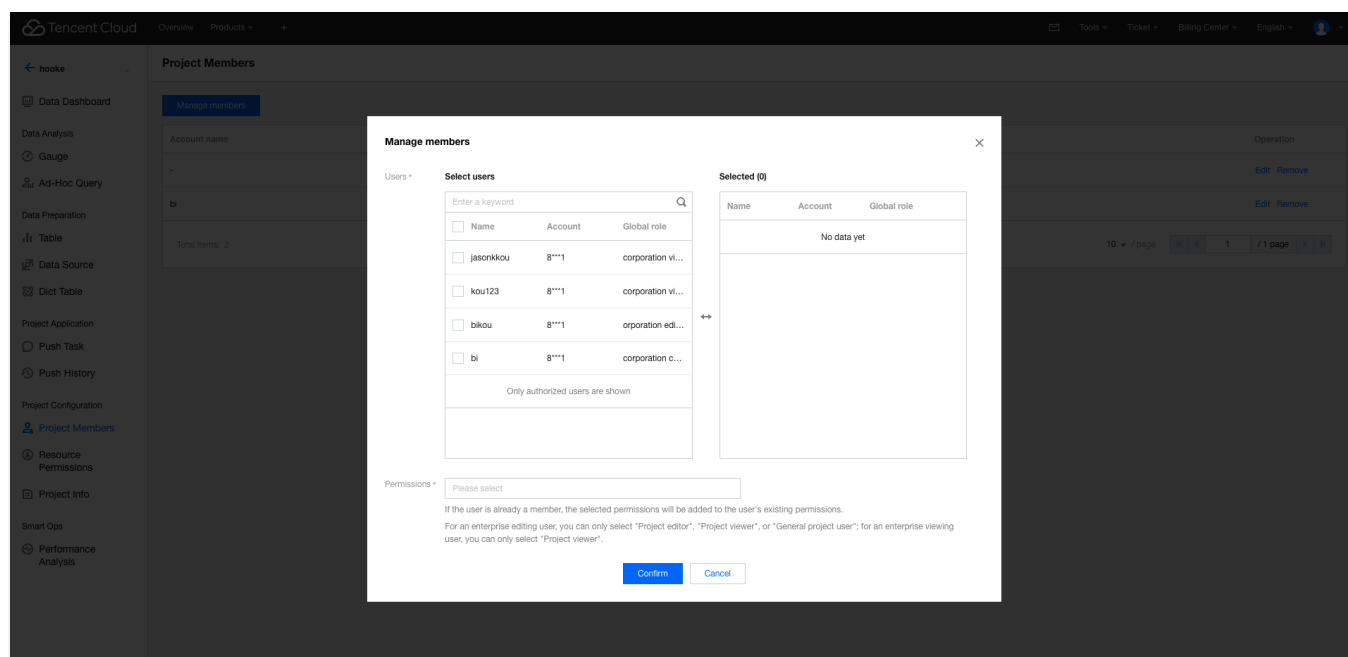 Tencent Cloud Overview Products + Tools Ticket Billing Center English
hooke
Project Members
Data Dashboard
Manage members
Data Analysis
Account name
Operation
Gauge
-
Edit Remove
Ad-Hoc Query
bi
Edit Remove
Data Preparation
Table
Total items: 2
10 / page 1 / 1 page
Data Source
Dict Table
Project Application
Push Task
Push History
Project Configuration
Project Members
Resource
Permissions
Project Info
Smart Ops
Performance
Analysis
Manage members
Users *
Select users
Enter a keyword
Name Account Global role
jasonkkou 8***1 corporation vi...
kou123 8***1 corporation vi...
bikou 8***1 orporation edi...
bi 8***1 corporation c...
Only authorized users are shown
Selected (0)
Name Account Global role
No data yet
Permissions *
Please select
If the user is already a member, the selected permissions will be added to the user's existing permissions.
For an enterprise editing user, you can only select "Project editor", "Project viewer", or "General project user"; for an enterprise viewing
user, you can only select "Project viewer".
Confirm Cancel